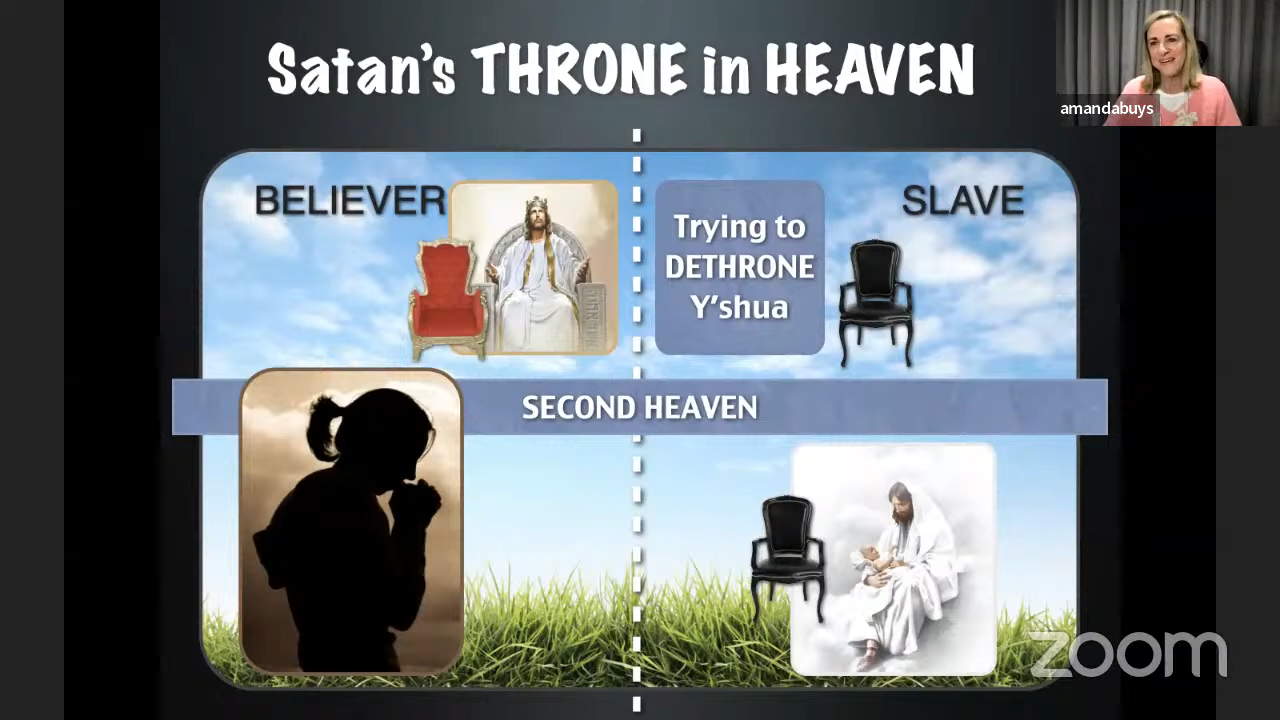 Satan's THRONE in HEAVEN
amandabuys
BELIEVER
Trying to
DETHRONE
Y'shua
SLAVE
SECOND HEAVEN
zoom